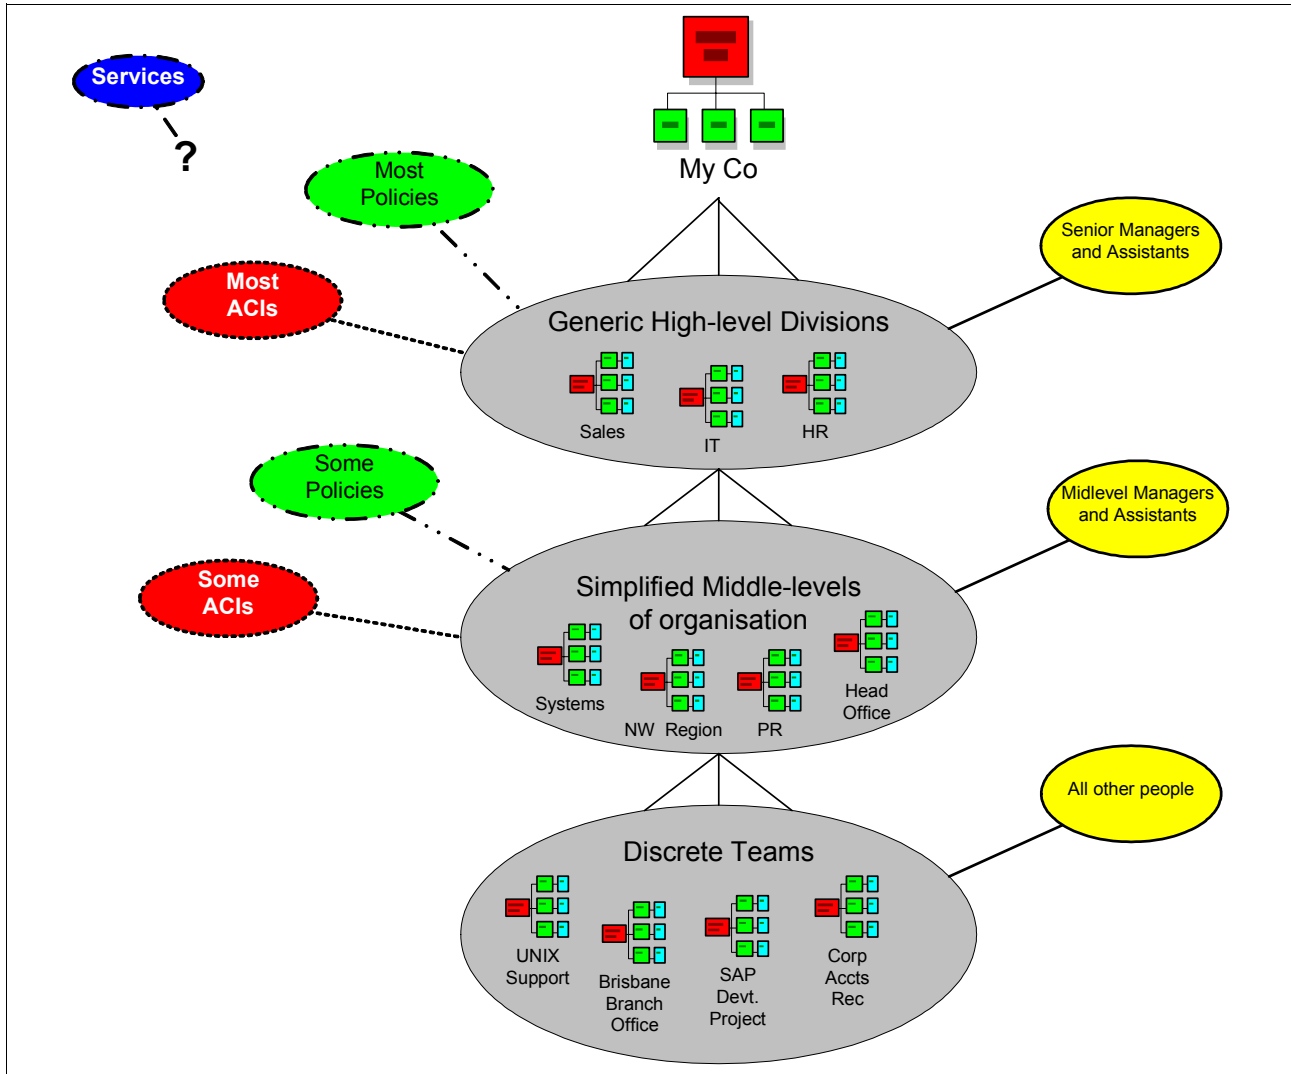 Services
?
My Co
Most
Policies
Senior Managers
and Assistants
Most
ACIs
Generic High-level Divisions
Sales
IT
HR
Some
Policies
Midlevel Managers
and Assistants
Some
ACIs
Simplified Middle-levels
of organisation
Systems
NW Region
PR
Head
Office
All other people
Discrete Teams
UNIX
Support
Brisbane
Branch
Office
SAP
Devt.
Project
Corp
Accts
Rec